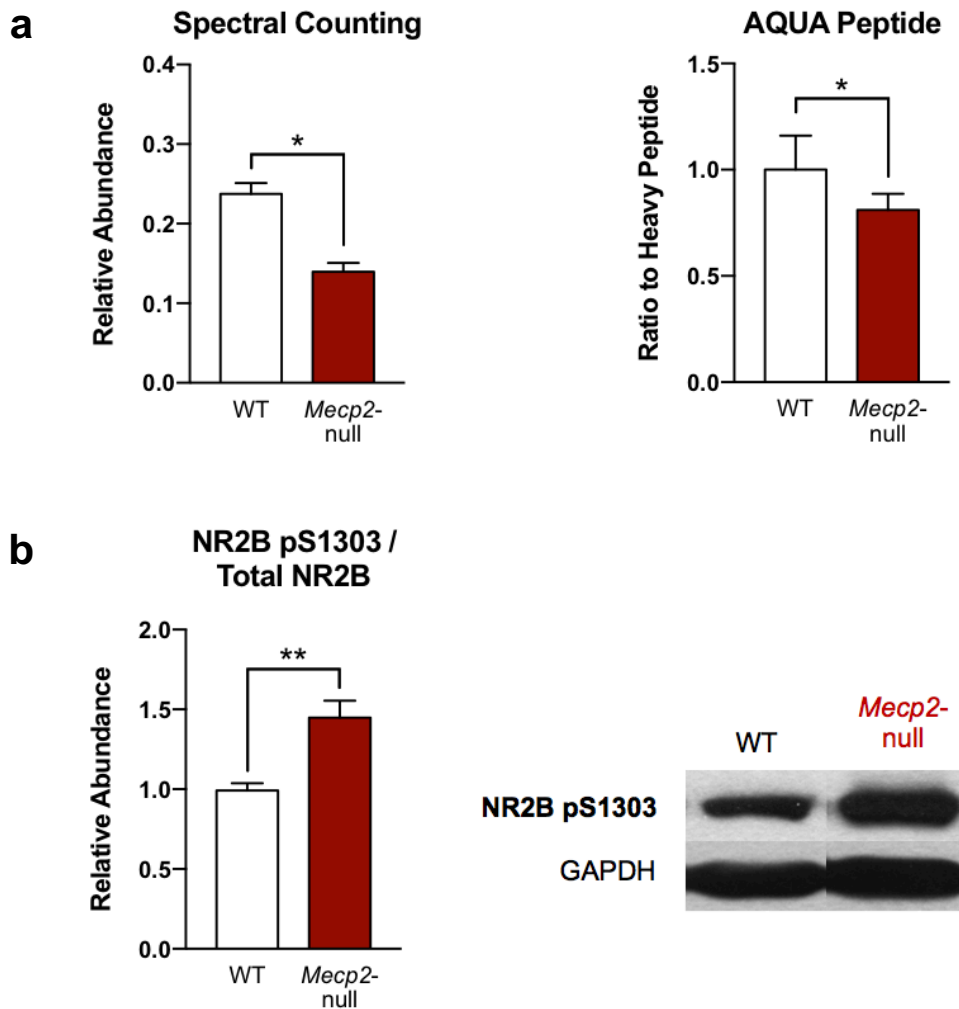 a
Spectral Counting
Relative Abundance
0.4
0.3
0.2
0.1
0.0
*
WT
Mecp2-
null
AQUA Peptide
Ratio to Heavy Peptide
1.5
1.0
0.5
0.0
*
WT
Mecp2-
null
b
NR2B pS1303 /
Total NR2B
Relative Abundance
2.0
1.5
1.0
0.5
0.0
**
WT
Mecp2-
null
WT
Mecp2-
null
NR2B pS1303
GAPDH